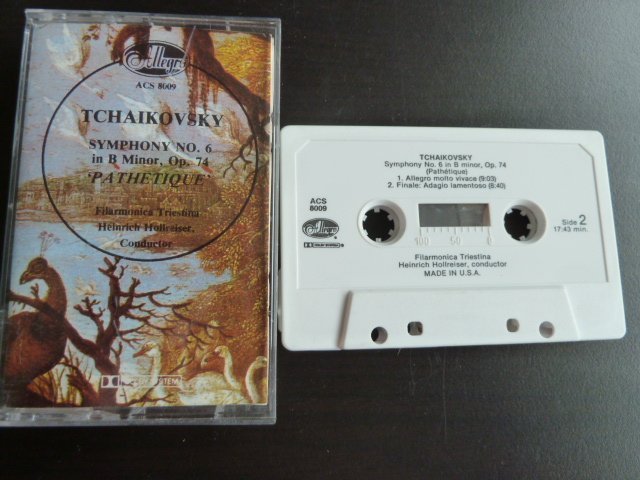 Allegro
ACS 8009
TCHAIKOVSKY
SYMPHONY NO. 6
in B Minor, Op. 74
'PATHETIQUE'
Filarmonica Triestina
Heinrich Hollreiser,
Conductor
SYSTEM
TCHAIKOVSKY
Symphony No. 6 in B minor, Op. 74
(Pathétique)
1. Allegro molto vivace (9:03)
2. Finale: Adagio lamentoso (8:40)
ACS
8009
Allegro
Side 2
17:43 min.
100 50 0
Filarmonica Triestina
Heinrich Hollreiser, conductor
MADE IN U.S.A.